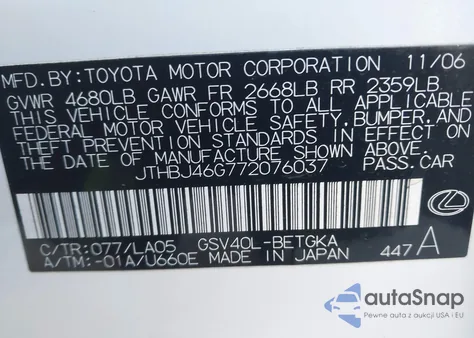 MFD. BY: TOYOTA MOTOR CORPORATION 11/06
GVWR 4680LB GAWR FR 2668LB RR 2359LB
THIS VEHICLE CONFORMS TO ALL APPLICABLE
FEDERAL MOTOR VEHICLE SAFETY, BUMPER, AND
THEFT PREVENTION STANDARDS IN EFFECT ON
THE DATE OF MANUFACTURE SHOWN ABOVE.
JTHBJ46G772076037 PASS. CAR
C/TR: 077/LA05 GSV40L-BETGKA
A/TM: -01A/U660E MADE IN JAPAN 447 A
autoSnap
Pewne auta z USA i EU